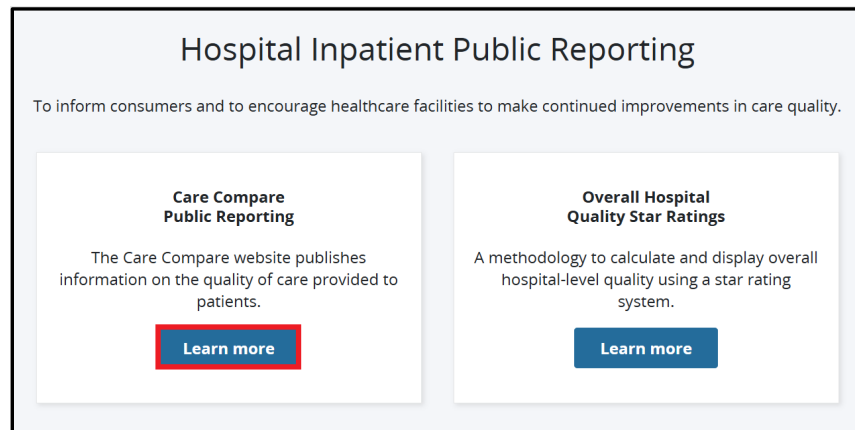 Hospital Inpatient Public Reporting
To inform consumers and to encourage healthcare facilities to make continued improvements in care quality.
Care Compare
Public Reporting
The Care Compare website publishes
information on the quality of care provided to
patients.
Learn more
Overall Hospital
Quality Star Ratings
A methodology to calculate and display overall
hospital-level quality using a star rating
system.
Learn more